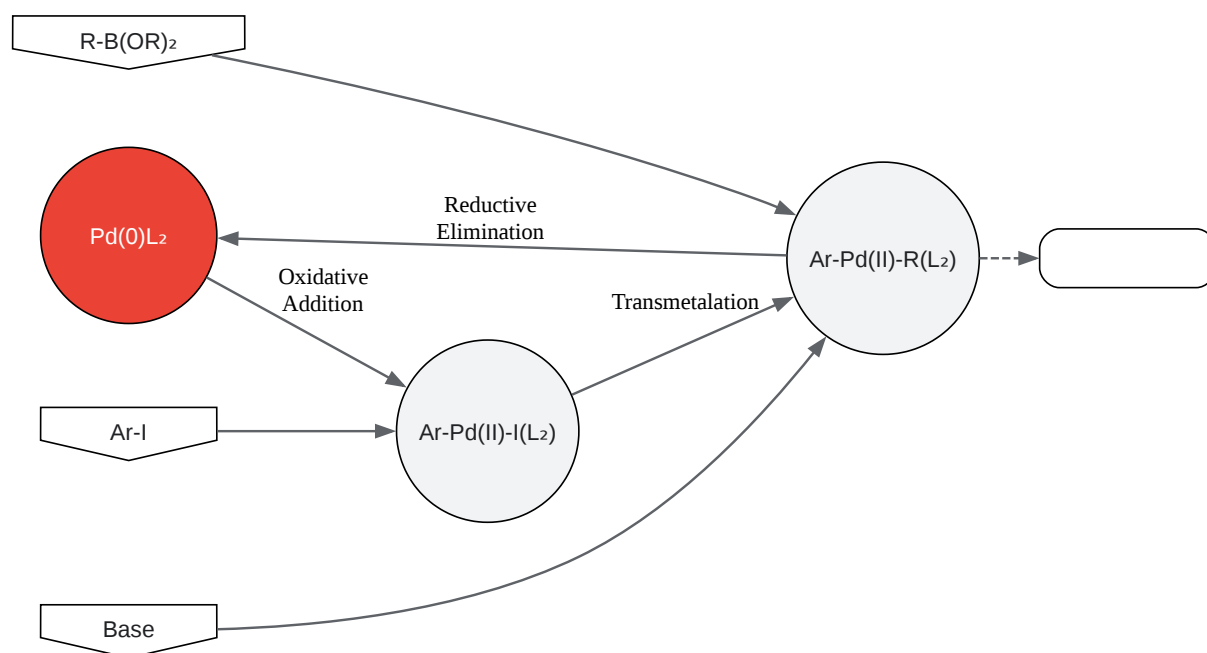 R-B(OR)₂
Pd(0)L₂
Reductive
Elimination
Ar-Pd(II)-R(L₂)
Oxidative
Addition
Transmetalation
Ar-I
Ar-Pd(II)-I(L₂)
Base